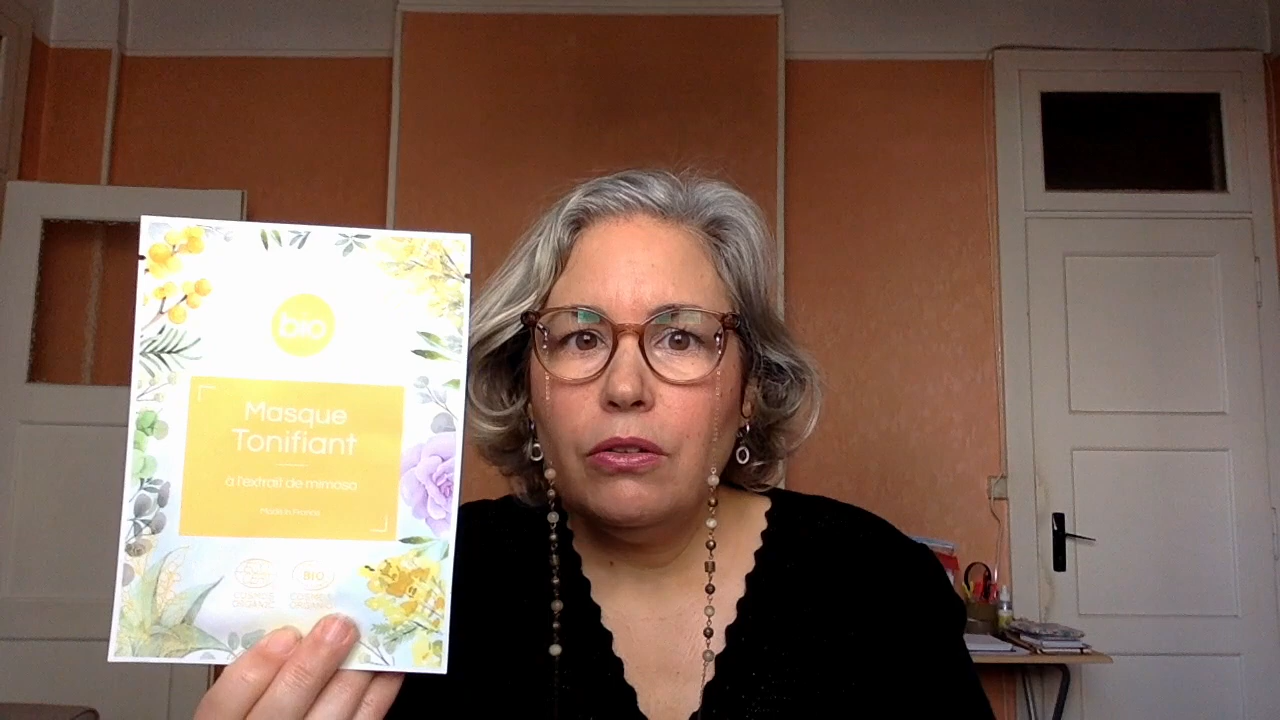 bio
Masque
Tonifiant
à l'extrait de mimosa
Made in France
COSMOS
ORGANIC
BIO
COSMOS
ORGANIC